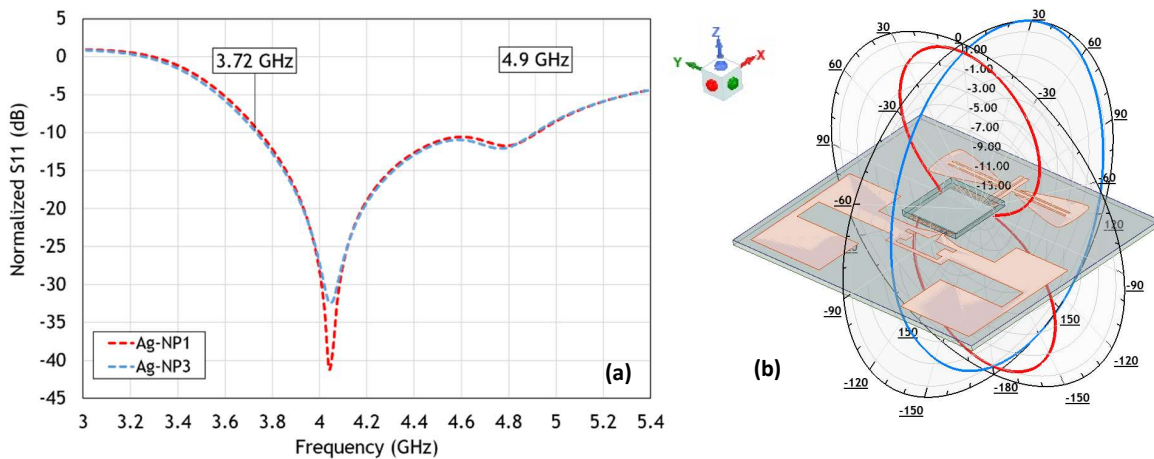 5
0
-5
-10
-15
-20
-25
-30
-35
-40
-45
Normalized S11 (dB)
3.72 GHz
4.9 GHz
Ag-NP1
Ag-NP3
(a)
3 3.2 3.4 3.6 3.8 4 4.2 4.4 4.6 4.8 5 5.2 5.4
Frequency (GHz)
Z
Y X
0 30
1.00
-1.00 60
-3.00
30 -30
-5.00
-30 60
-7.00
90 -9.00 90
-11.00
-13.00 -60
-60 120
-90 150 150 -90
-120 -180 -120
-150 -150
(b)